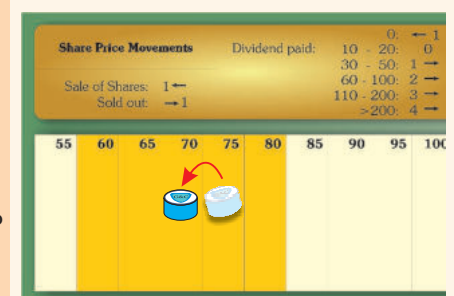 Share Price Movements
Dividend paid:
0: ← 1
10 - 20: 0
30 - 50: 1 →
60 - 100: 2 →
110 - 200: 3 →
>200: 4 →
Sale of Shares: 1←
Sold out: →1
55 60 65 70 75 80 85 90 95 100